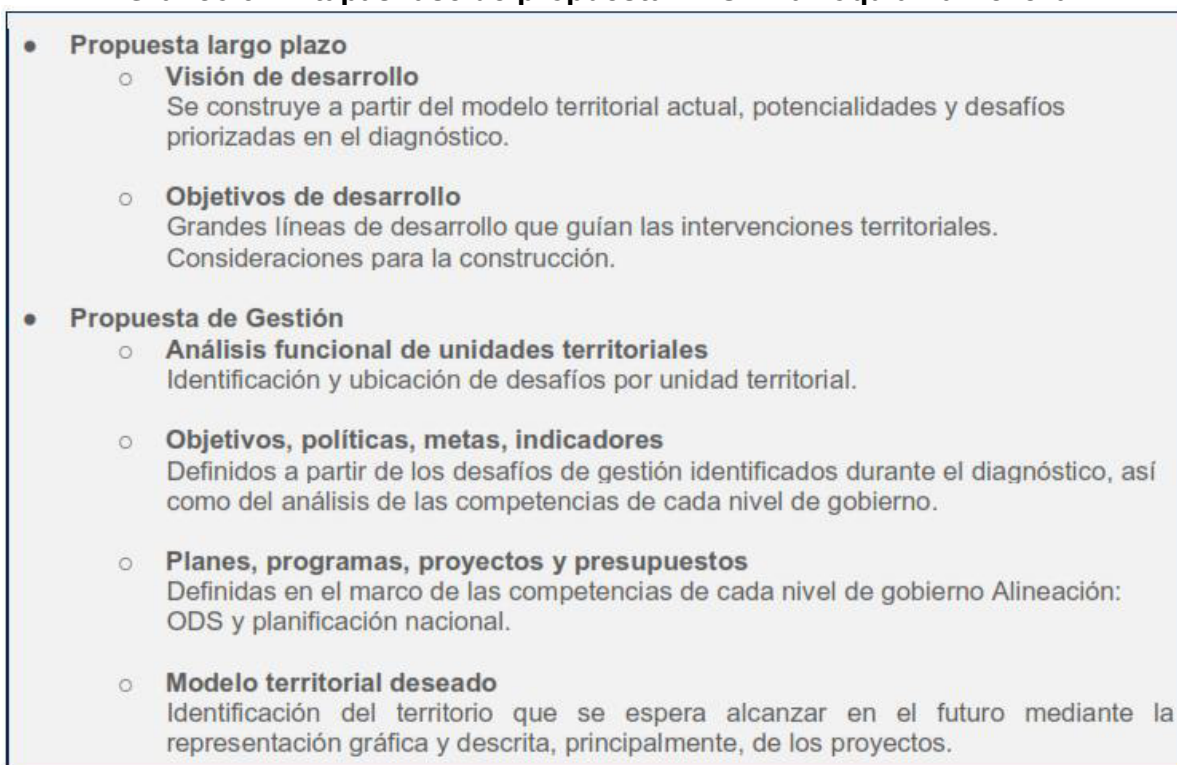 ● Propuesta largo plazo
○ Visión de desarrollo
Se construye a partir del modelo territorial actual, potencialidades y desafíos
priorizadas en el diagnóstico.
○ Objetivos de desarrollo
Grandes líneas de desarrollo que guían las intervenciones territoriales.
Consideraciones para la construcción.
● Propuesta de Gestión
○ Análisis funcional de unidades territoriales
Identificación y ubicación de desafíos por unidad territorial.
○ Objetivos, políticas, metas, indicadores
Definidos a partir de los desafíos de gestión identificados durante el diagnóstico, así
como del análisis de las competencias de cada nivel de gobierno.
○ Planes, programas, proyectos y presupuestos
Definidas en el marco de las competencias de cada nivel de gobierno Alineación:
ODS y planificación nacional.
○ Modelo territorial deseado
Identificación del territorio que se espera alcanzar en el futuro mediante la
representación gráfica y descrita, principalmente, de los proyectos.